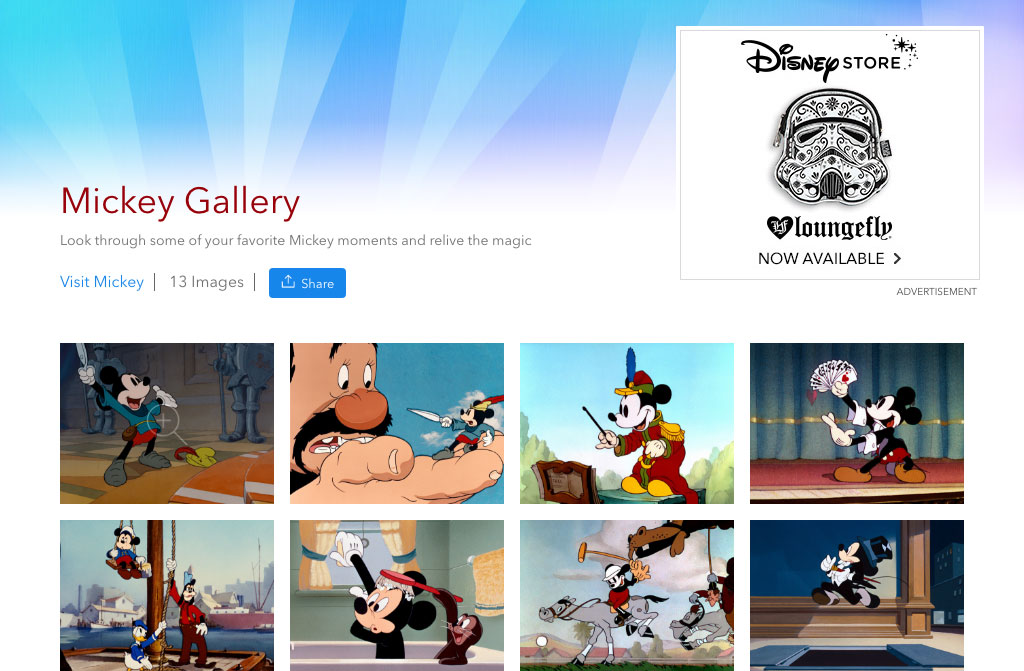 Disney STORE
loungefly
NOW AVAILABLE
ADVERTISEMENT
Mickey Gallery
Look through some of your favorite Mickey moments and relive the magic
Visit Mickey | 13 Images | Share